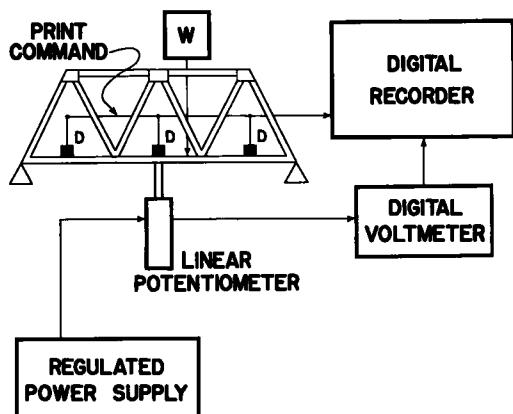 PRINT
COMMAND
W
DIGITAL
RECORDER
D D D
LINEAR
POTENTIOMETER
DIGITAL
VOLTMETER
REGULATED
POWER SUPPLY